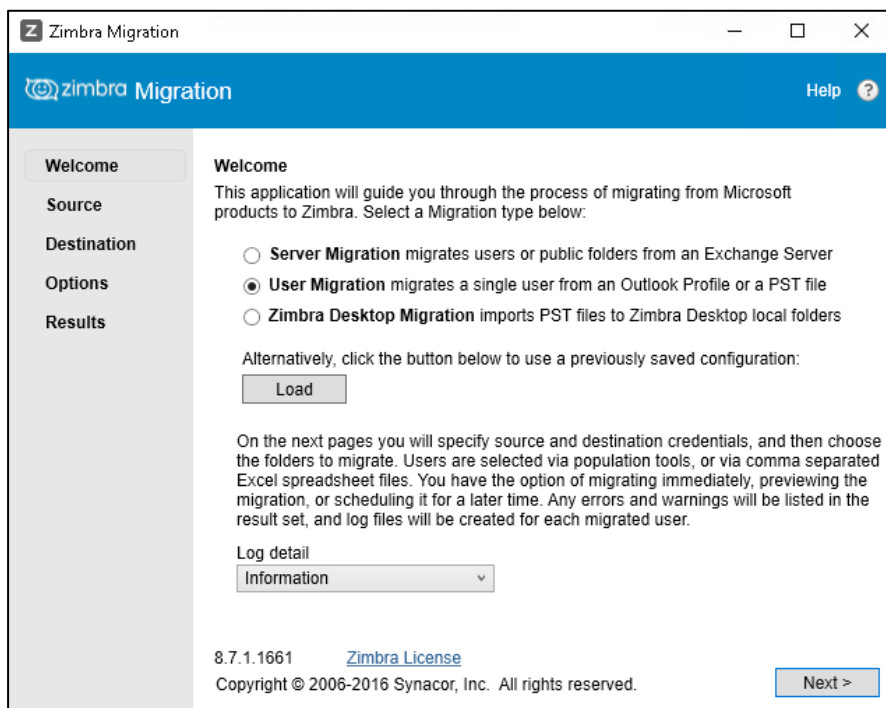 Z Zimbra Migration
zimbra Migration
Help ?
Welcome
Source
Destination
Options
Results
Welcome
This application will guide you through the process of migrating from Microsoft
products to Zimbra. Select a Migration type below:
Server Migration migrates users or public folders from an Exchange Server
User Migration migrates a single user from an Outlook Profile or a PST file
Zimbra Desktop Migration imports PST files to Zimbra Desktop local folders
Alternatively, click the button below to use a previously saved configuration:
Load
On the next pages you will specify source and destination credentials, and then choose
the folders to migrate. Users are selected via population tools, or via comma separated
Excel spreadsheet files. You have the option of migrating immediately, previewing the
migration, or scheduling it for a later time. Any errors and warnings will be listed in the
result set, and log files will be created for each migrated user.
Log detail
Information
8.7.1.1661 Zimbra License
Copyright © 2006-2016 Synacor, Inc. All rights reserved.
Next >